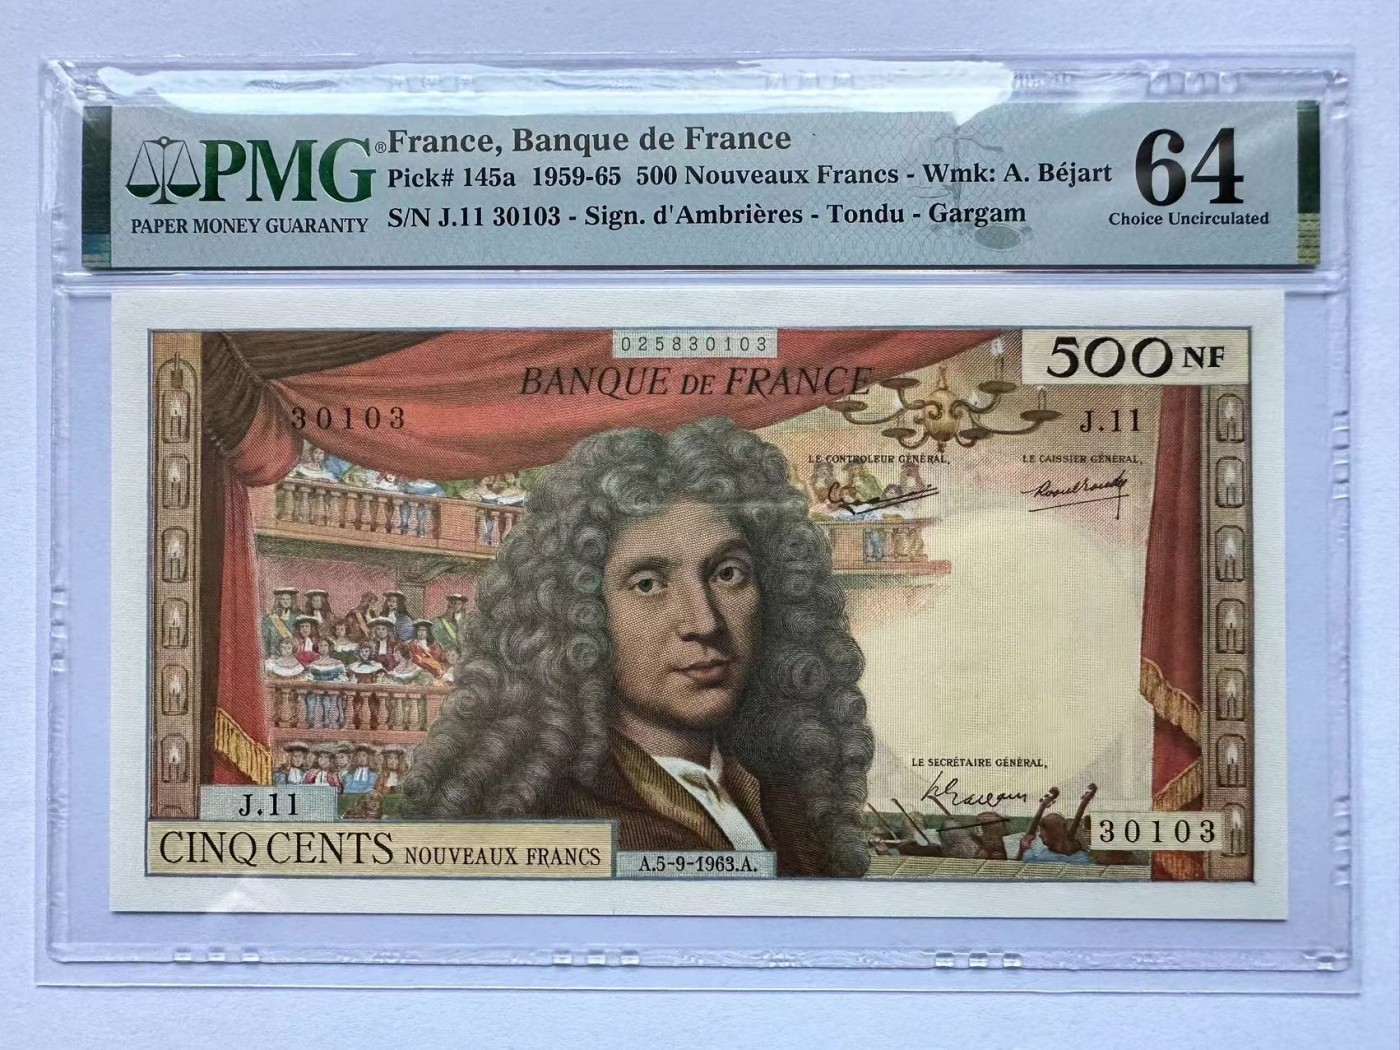 PMG®
PAPER MONEY GUARANTY
France, Banque de France
Pick# 145a 1959-65 500 Nouveaux Francs - Wmk: A. Béjart
S/N J.11 30103 - Sign. d'Ambrières - Tondu - Gargam
64
Choice Uncirculated
025830103
500 NF
BANQUE DE FRANCE
30103
J.11
LE CONTROLEUR GÉNÉRAL,
LE CAISSIER GÉNÉRAL,
LE SECRÉTAIRE GÉNÉRAL,
J.11
30103
CINQ CENTS NOUVEAUX FRANCS
A.5-9-1963.A.